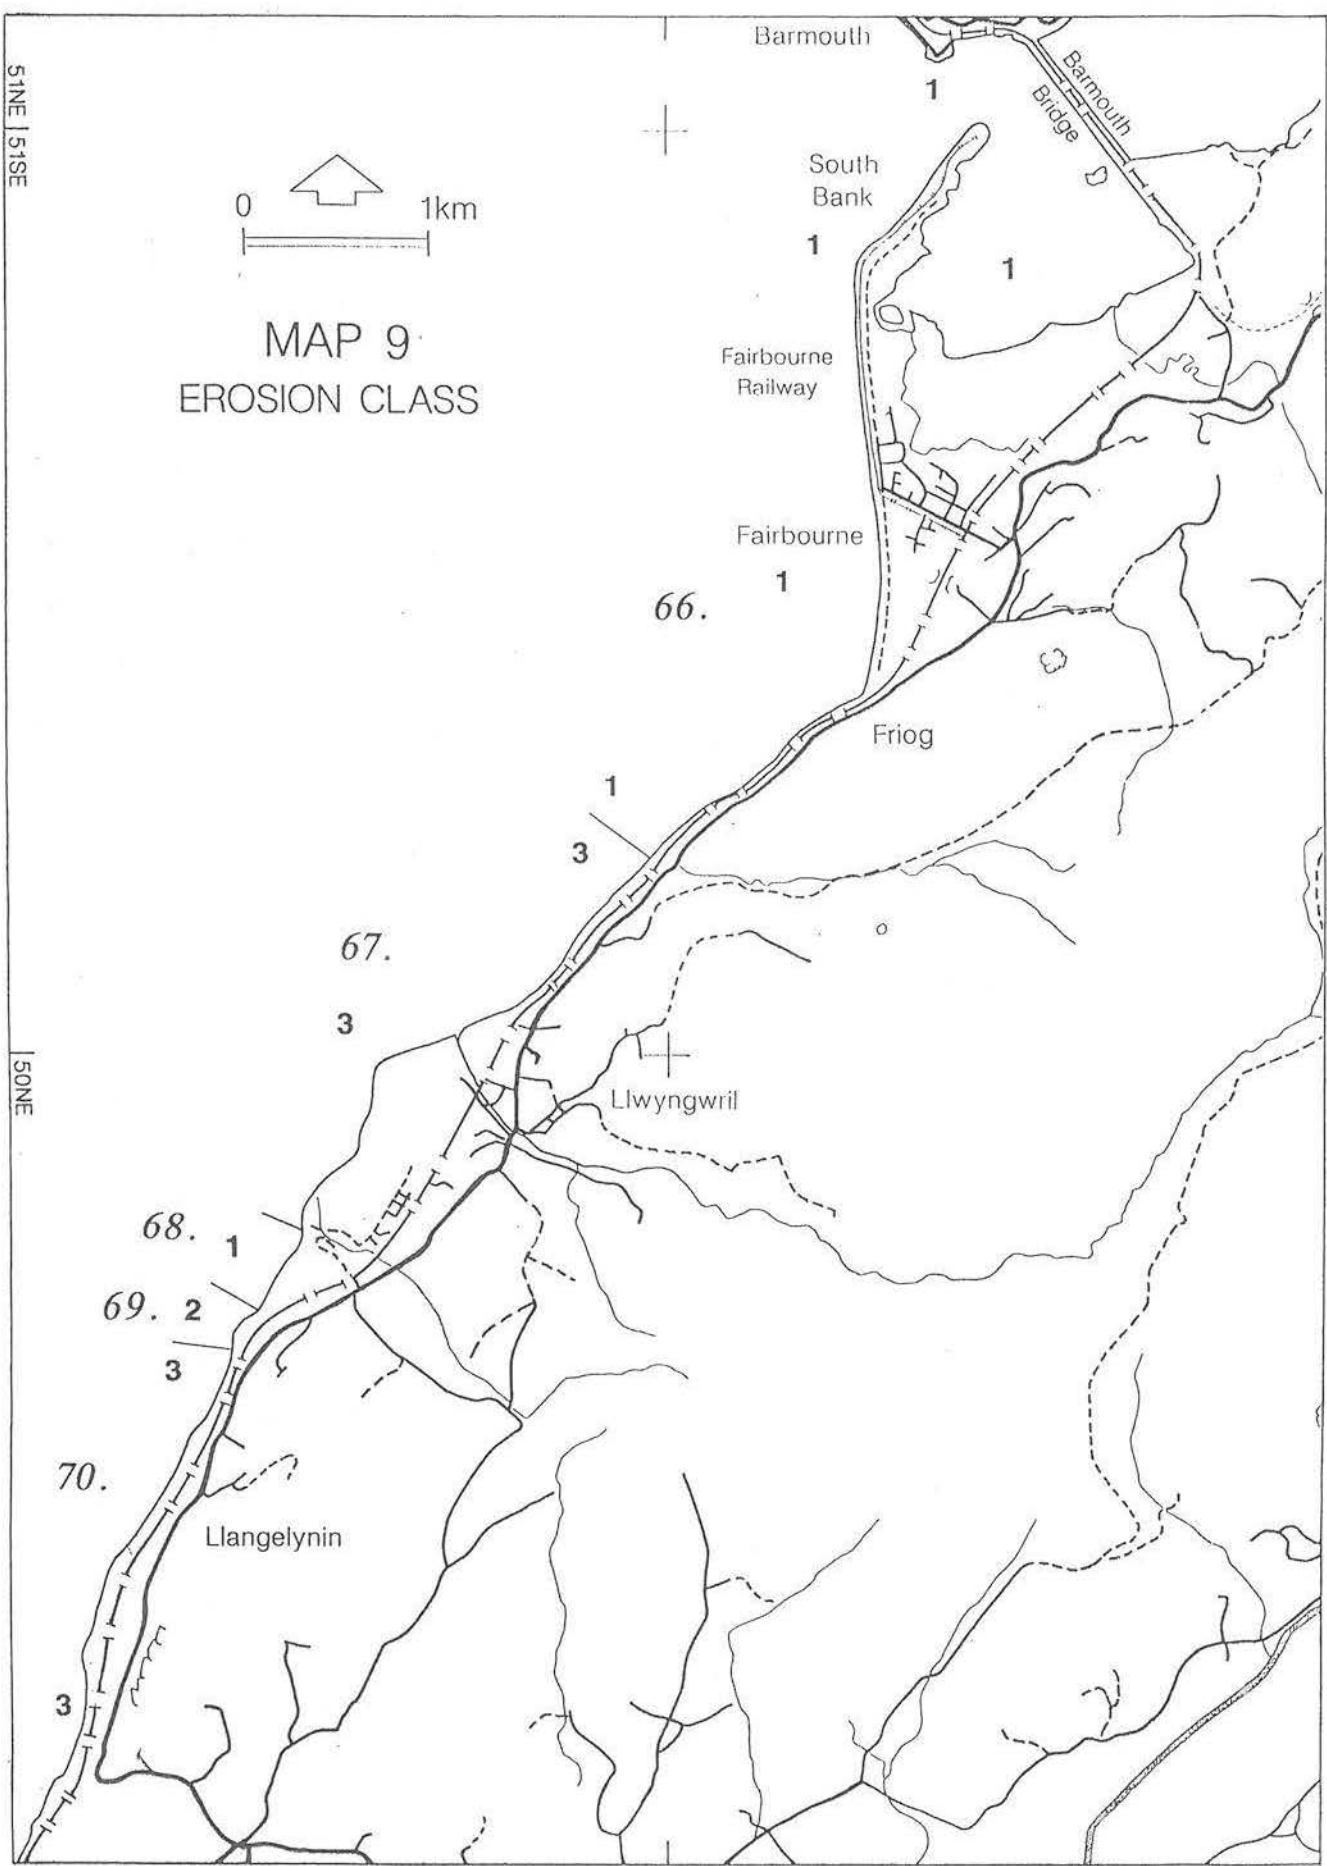 Barmouth
1
Barmouth
Bridge
51NE
51SE
South
Bank
0 1km
1
1
MAP 9
EROSION CLASS
Fairbourne
Railway
Fairbourne
1
66.
Friog
1
3
67.
3
50NE
Llwyngwril
68.
1
69. 2
3
70.
Llangelynin
3